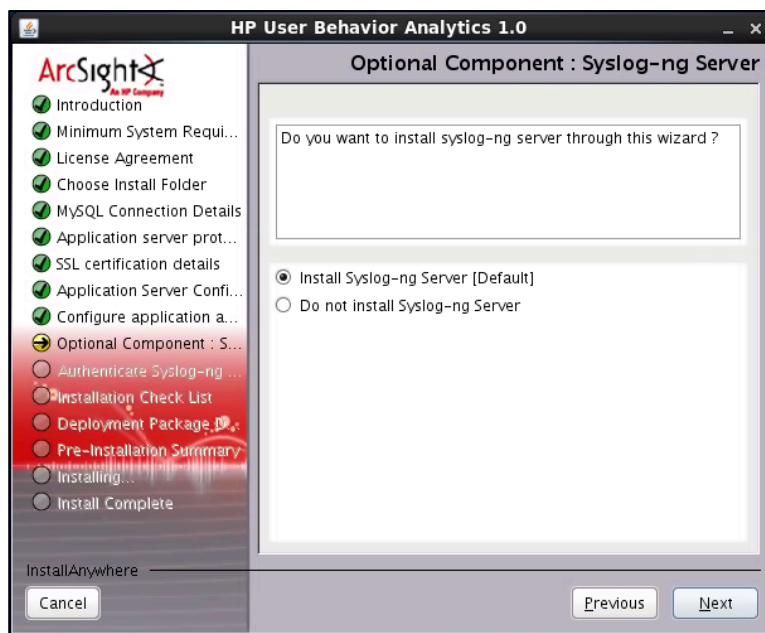 HP User Behavior Analytics 1.0
ArcSight
An HP Company
Optional Component : Syslog-ng Server
Introduction
Minimum System Requi...
License Agreement
Choose Install Folder
MySQL Connection Details
Application server prot...
SSL certification details
Application Server Confi...
Configure application a...
Optional Component : S...
Authenticate Syslog-ng ...
Installation Check List
Deployment Package D...
Pre-Installation Summary
Installing...
Install Complete
Do you want to install syslog-ng server through this wizard ?
Install Syslog-ng Server [Default]
Do not install Syslog-ng Server
InstallAnywhere
Cancel
Previous
Next